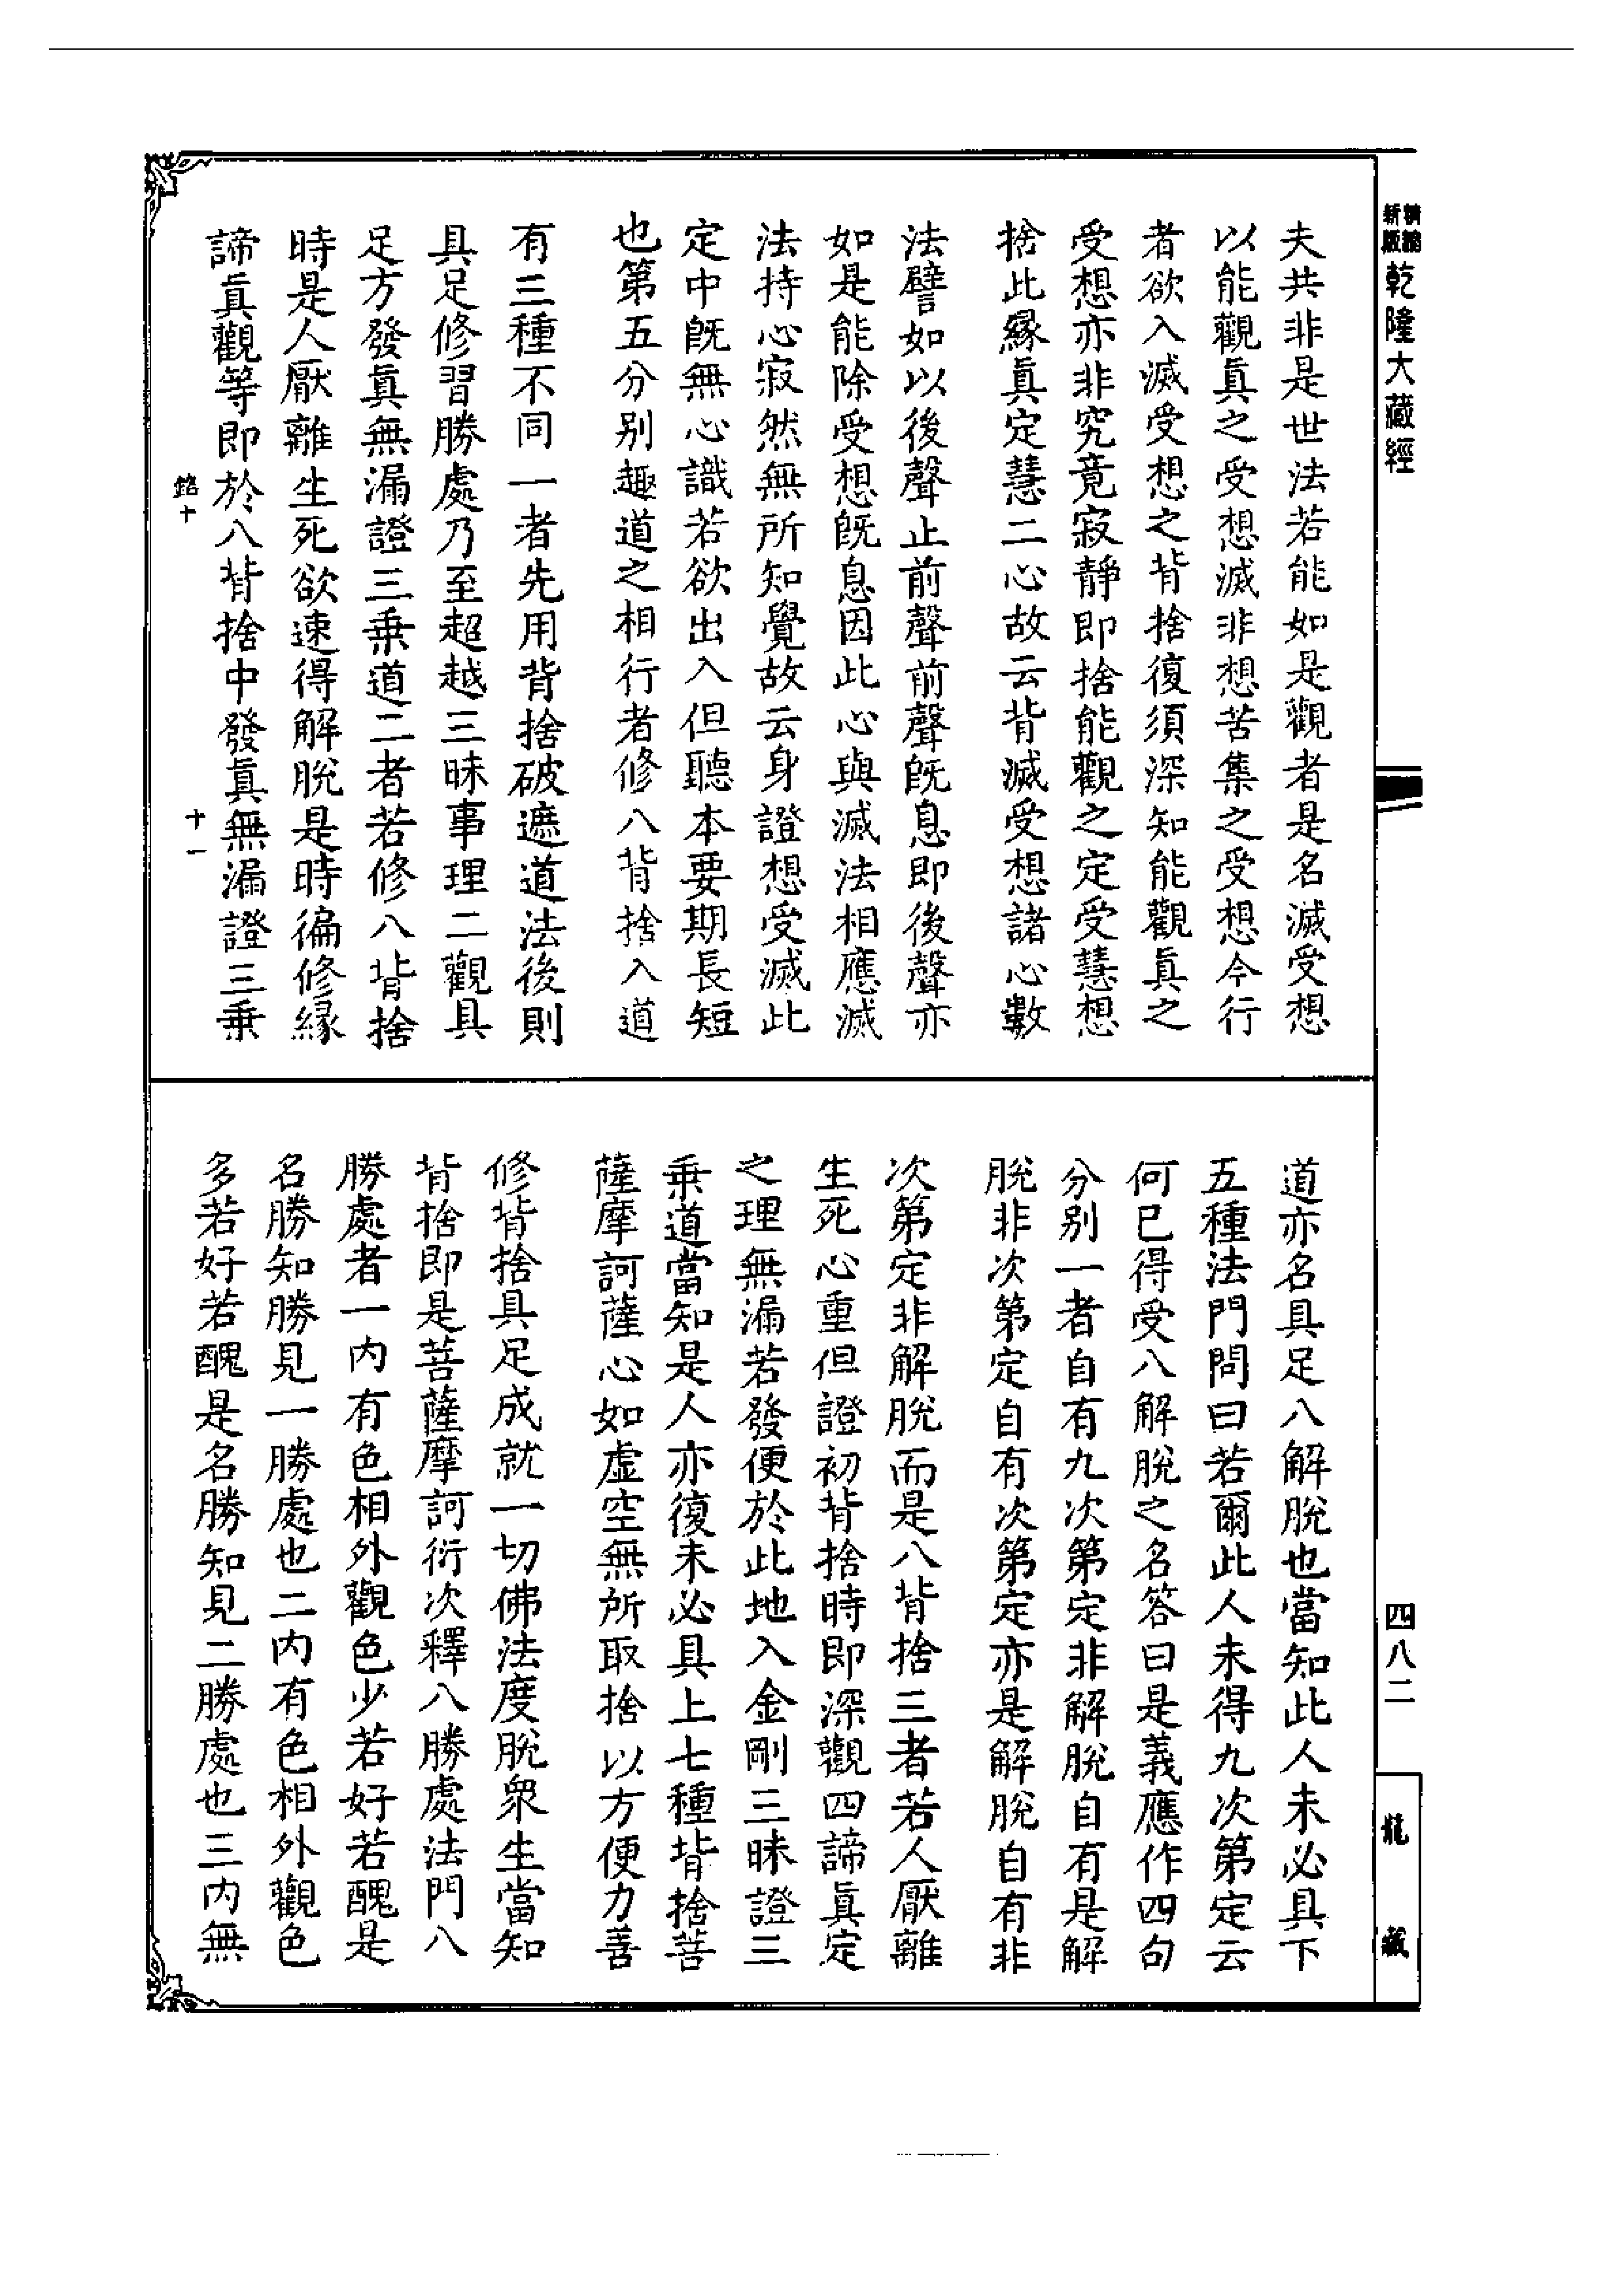 精縮新版乾隆大藏經
夫共非是世法若能如是觀者是名滅受想
以能觀真之受想滅非想苦集之受想今行
者欲入滅受想之背捨復須深知能觀真之
受想亦非究竟寂靜即捨能觀之定受慧想
捨此緣真定慧二心故云背滅受想諸心數
法譬如以後聲止前聲前聲旣息即後聲亦
如是能除受想旣息因此心與滅法相應滅
法持心寂然無所知覺故云身證想受滅此
定中旣無心識若欲出入但聽本要期長短
也第五分别趣道之相行者修八背捨入道
有三種不同一者先用背捨破遮道法後則
具足修習勝處乃至超越三昧事理二觀具
足方發真無漏證三乗道二者若修八背捨
時是人厭離生死欲速得解脫是時徧修緣
諦真觀等即於八背捨中發真無漏證三乗
十一
道亦名具足八解脫也當知此人未必具下
五種法門問曰若爾此人未得九次第定云
何已得受八解脫之名答曰是義應作四句
分别一者自有九次第定非解脫自有是解
脫非次第定自有次第定亦是解脫自有非
次第定非解脫而是八背捨三者若人厭離
生死心重但證初背捨時即深觀四諦真定
之理無漏若發便於此地入金剛三昧證三
乗道當知是人亦復未必具上七種背捨菩
薩摩訶薩心如虛空無所取捨以方便力善
修背捨具足成就一切佛法度脫衆生當知
背捨即是菩薩摩訶衍次釋八勝處法門八
勝處者一内有色相外觀色少若好若醜是
名勝知勝見一勝處也二内有色相外觀色
多若好若醜是名勝知見二勝處也三内無
四八二
龍藏